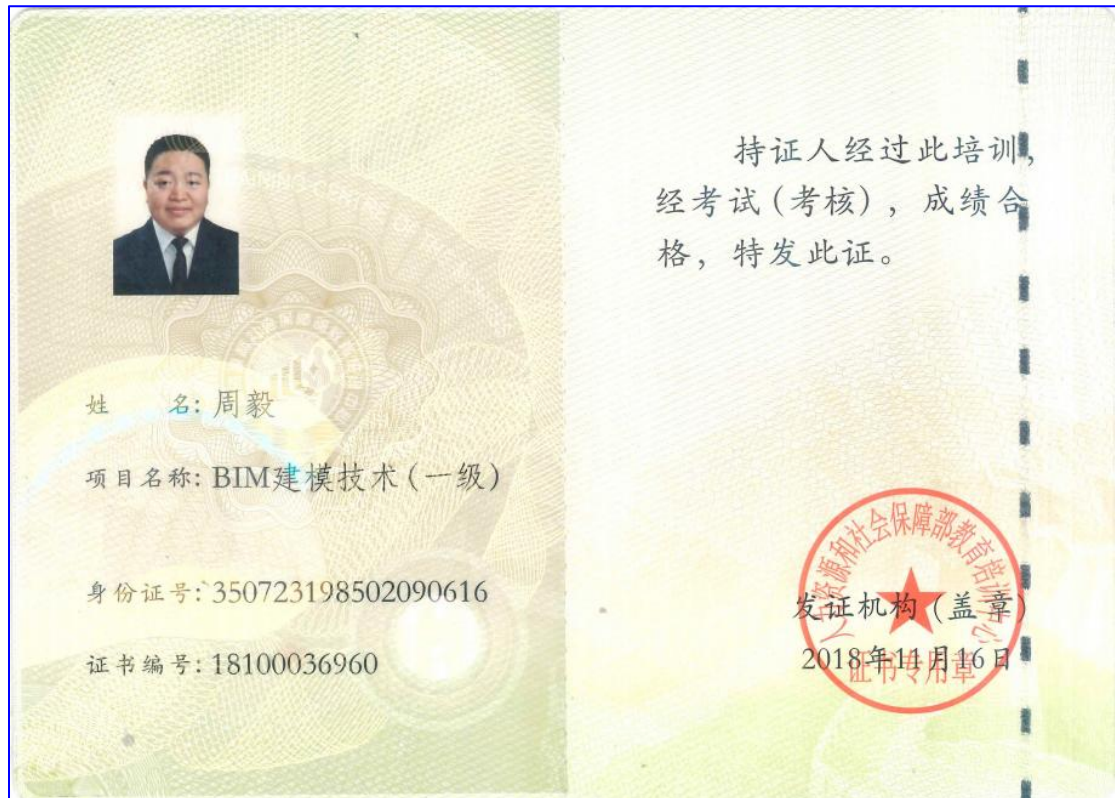 姓 名: 周毅
项目名称: BIM建模技术(一级)
身份证号: 350723198502090616
证书编号: 18100036960
持证人经过此培训,
经考试(考核), 成绩合
格, 特发此证。
人力资源和社会保障部教育培训中心
发证机构(盖章)
2018年11月16日
证书专用章